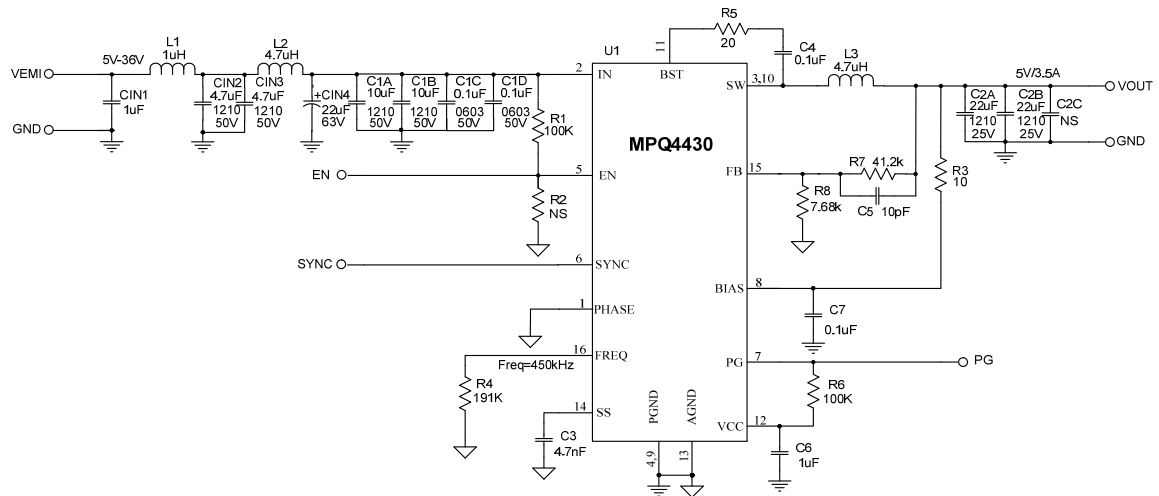 L1
1uH
5V-36V
L2
4.7uH
VEMI
CIN1
1uF
GND
CIN2
4.7uF
1210
50V
CIN3
4.7uF
1210
50V
+
CIN4
22uF
63V
C1A
10uF
1210
50V
C1B
10uF
1210
50V
C1C
0.1uF
0603
50V
C1D
0.1uF
0603
50V
R1
100K
EN
R2
NS
SYNC
R4
191K
Freq=450kHz
C3
4.7nF
U1
MPQ4430
2 IN
5 EN
6 SYNC
1 PHASE
16 FREQ
14 SS
11
BST
SW 3,10
FB 15
BIAS 8
PG 7
VCC 12
PGND
AGND
4,9
13
R5
20
C4
0.1uF
L3
4.7uH
5V/3.5A
VOUT
C2A
22uF
1210
25V
C2B
22uF
1210
25V
C2C
NS
GND
R7 41.2k
R8
7.68k
C5 10pF
R3
10
C7
0.1uF
PG
R6
100K
C6
1uF